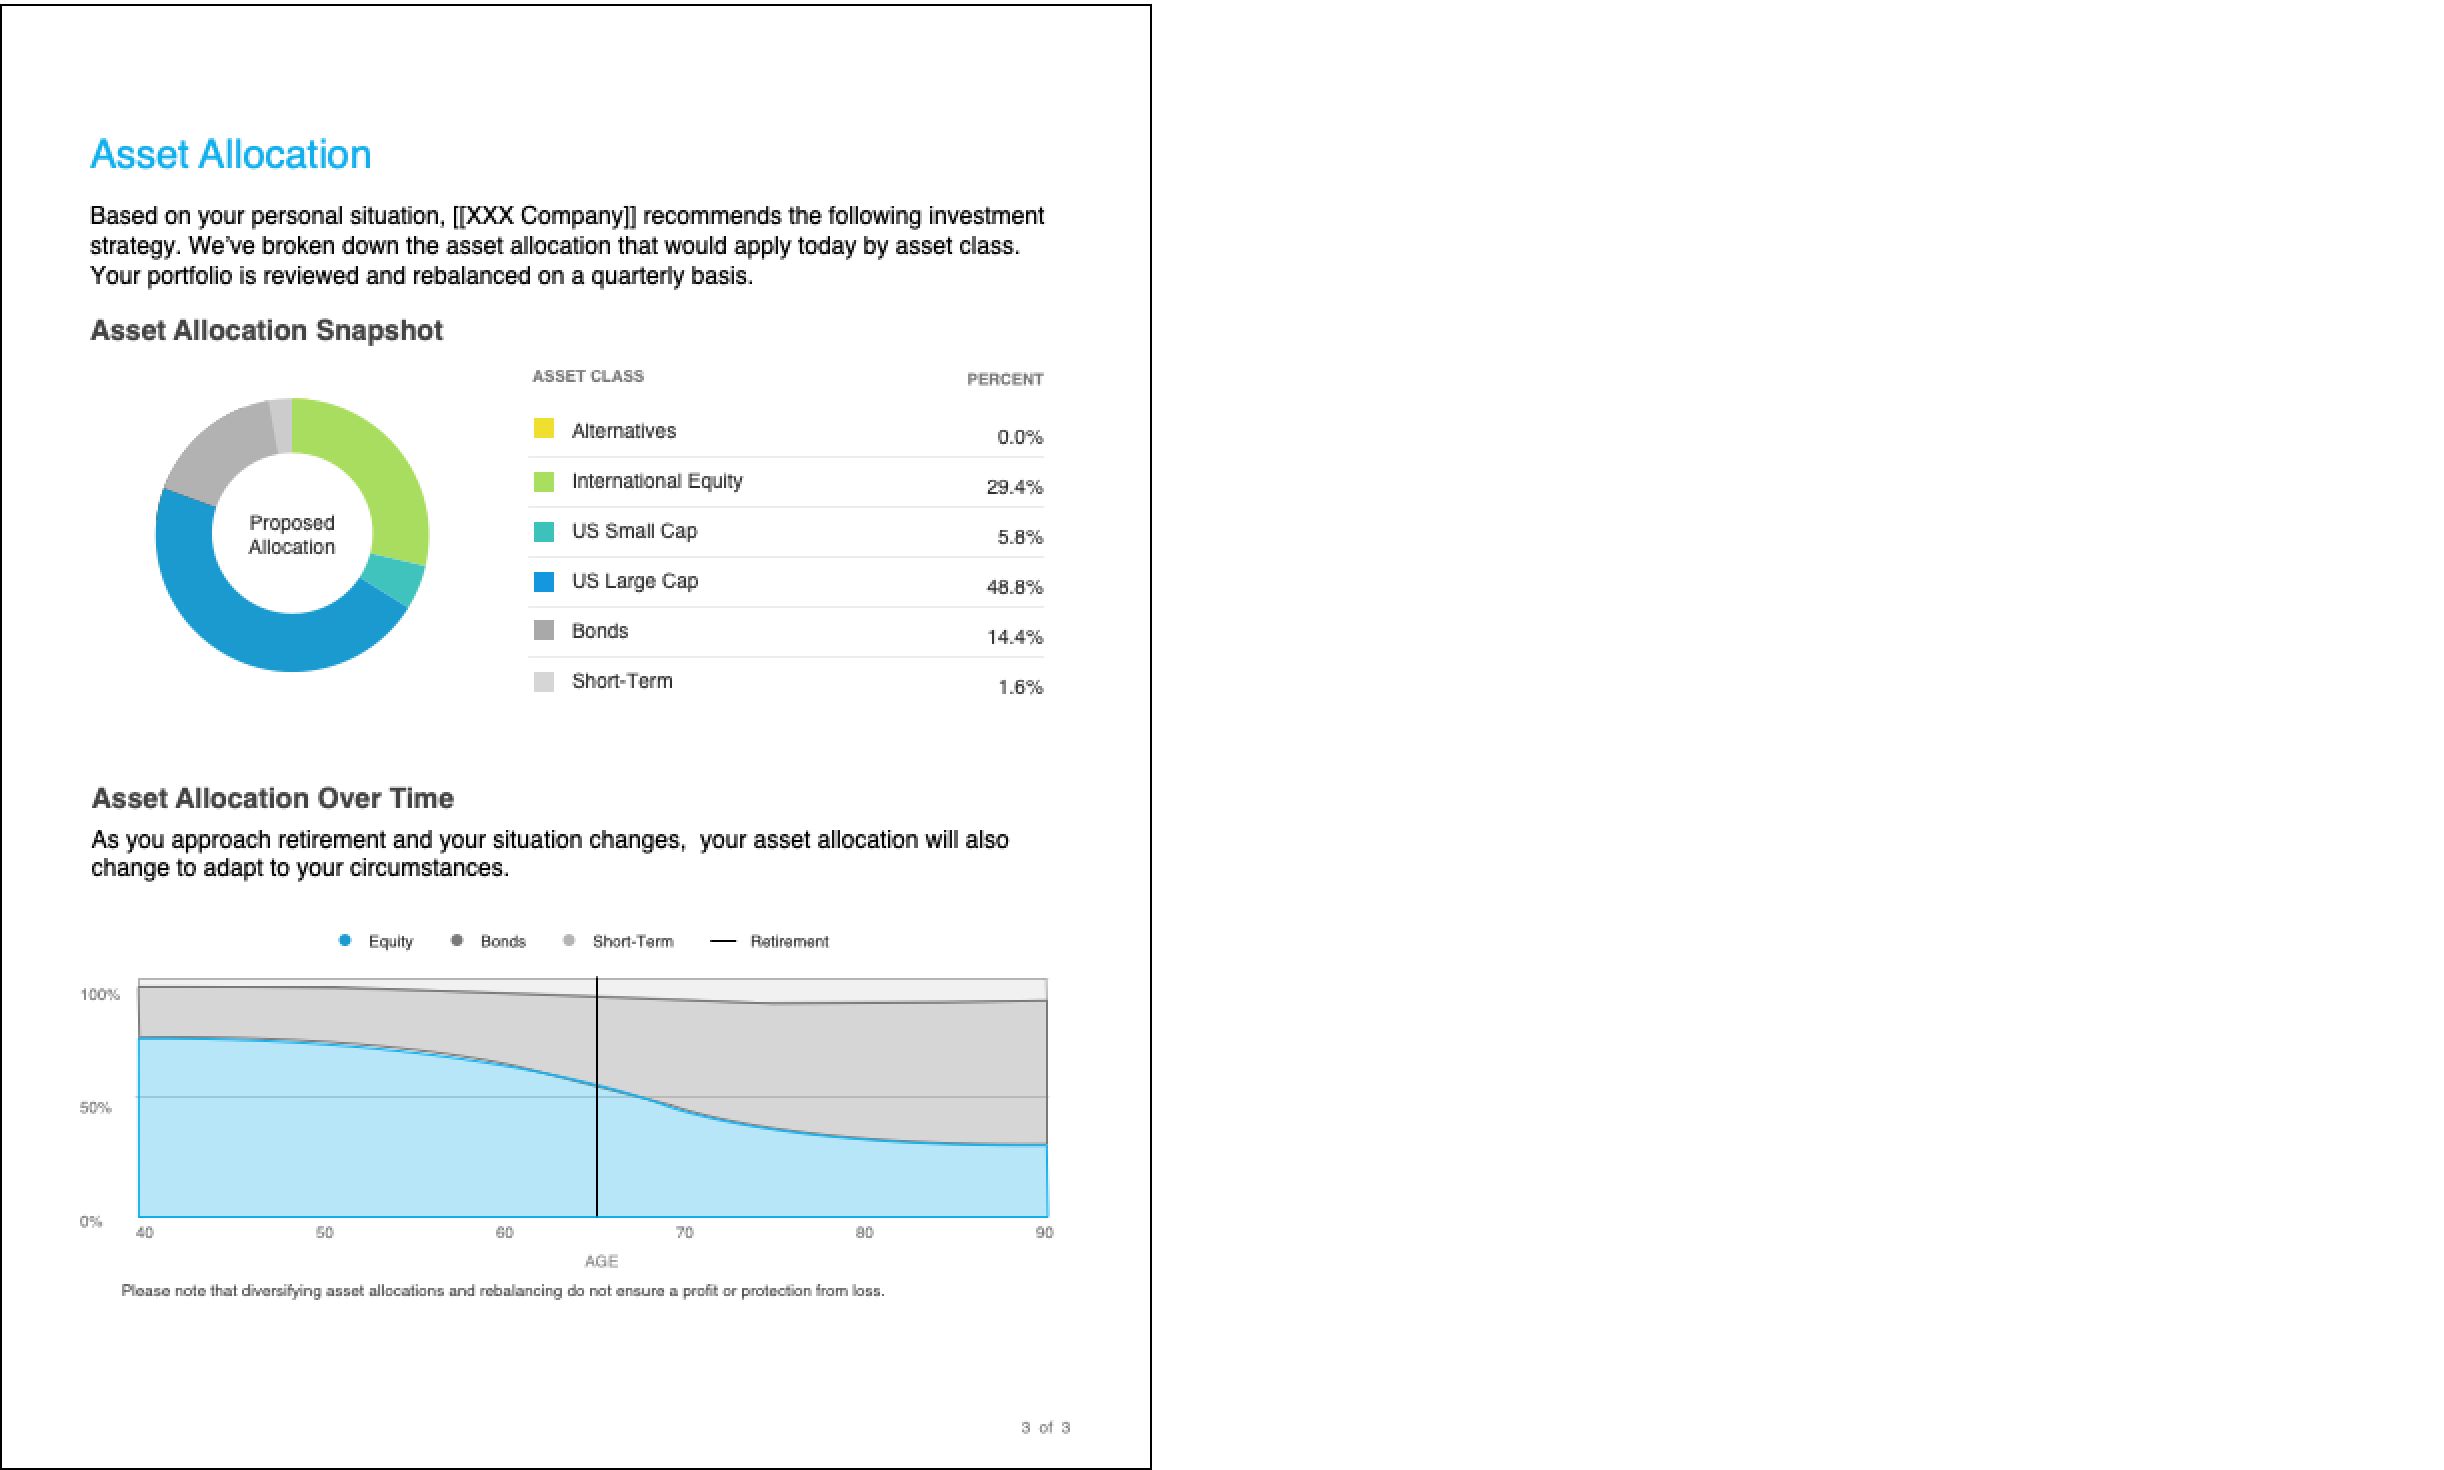 Asset Allocation
Based on your personal situation, [[XXX Company]] recommends the following investment
strategy. We've broken down the asset allocation that would apply today by asset class.
Your portfolio is reviewed and rebalanced on a quarterly basis.
Asset Allocation Snapshot
Proposed
Allocation
ASSET CLASS PERCENT
Alternatives 0.0%
International Equity 29.4%
US Small Cap 5.8%
US Large Cap 48.8%
Bonds 14.4%
Short-Term 1.6%
Asset Allocation Over Time
As you approach retirement and your situation changes,  your asset allocation will also
change to adapt to your circumstances.
Equity Bonds Short-Term Retirement
100%
50%
0%
40 50 60 70 80 90
AGE
Please note that diversifying asset allocations and rebalancing do not ensure a profit or protection from loss.
3 of 3